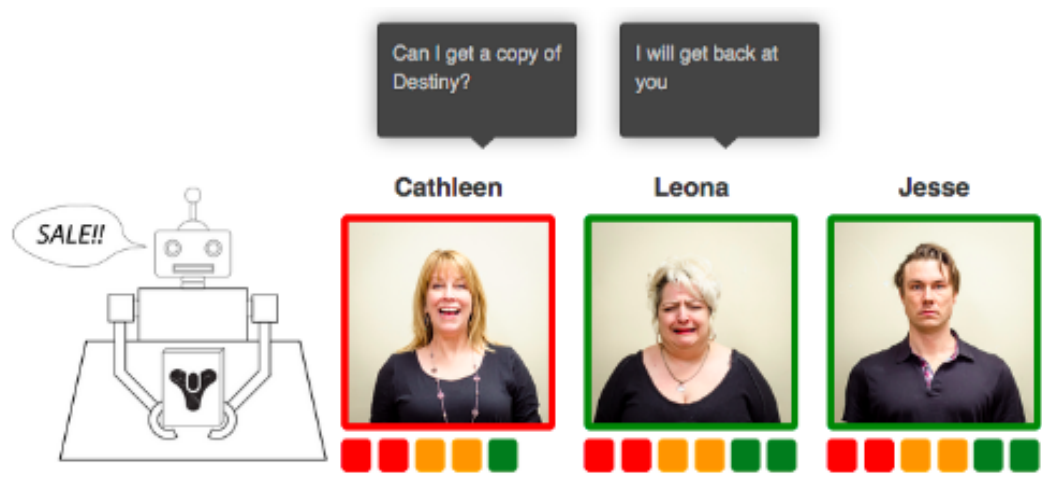 Can I get a copy of
Destiny?
I will get back at
you
Cathleen
Leona
Jesse
SALE!!